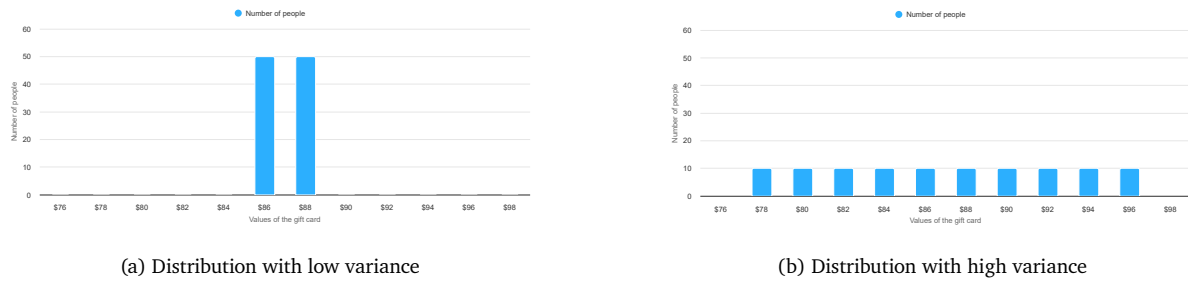 Number of people
60
50
40
30
20
10
0
Number of people
$76 $78 $80 $82 $84 $86 $88 $90 $92 $94 $96 $98
Values of the gift card
(a) Distribution with low variance
Number of people
60
50
40
30
20
10
0
Number of people
$76 $78 $80 $82 $84 $86 $88 $90 $92 $94 $96 $98
Values of the gift card
(b) Distribution with high variance